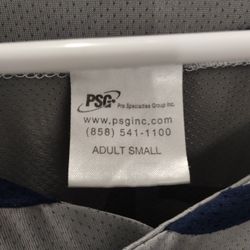 PSG Pro Specialties Group Inc.
www.psginc.com
(858) 541-1100
ADULT SMALL